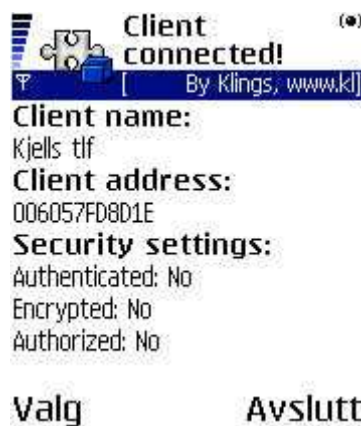 Client
connected!
[ By Klings, www.kl]
Client name:
Kjells tlf
Client address:
006057FD8D1E
Security settings:
Authenticated: No
Encrypted: No
Authorized: No
Valg Avslutt